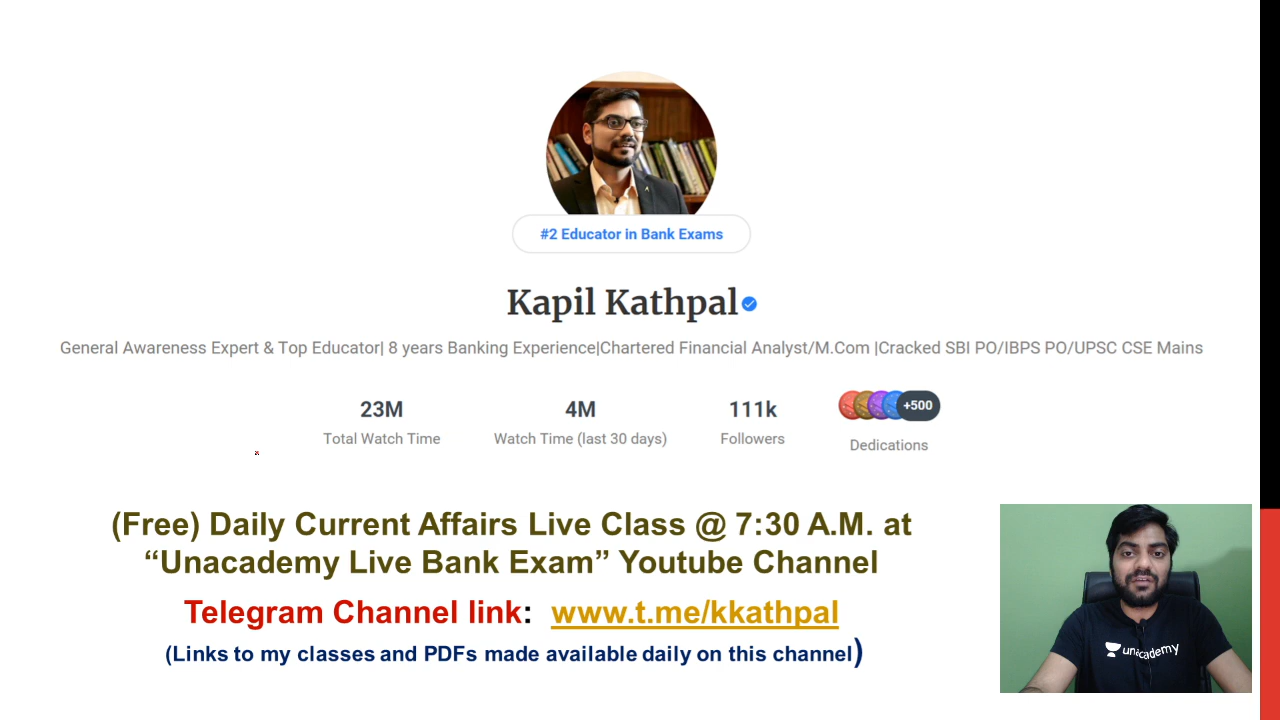 #2 Educator in Bank Exams
Kapil Kathpal
General Awareness Expert & Top Educator| 8 years Banking Experience|Chartered Financial Analyst/M.Com |Cracked SBI PO/IBPS PO/UPSC CSE Mains
23M 4M 111k +500
Total Watch Time Watch Time (last 30 days) Followers Dedications
(Free) Daily Current Affairs Live Class @ 7:30 A.M. at
“Unacademy Live Bank Exam” Youtube Channel
Telegram Channel link: www.t.me/kkathpal
(Links to my classes and PDFs made available daily on this channel)
unacademy